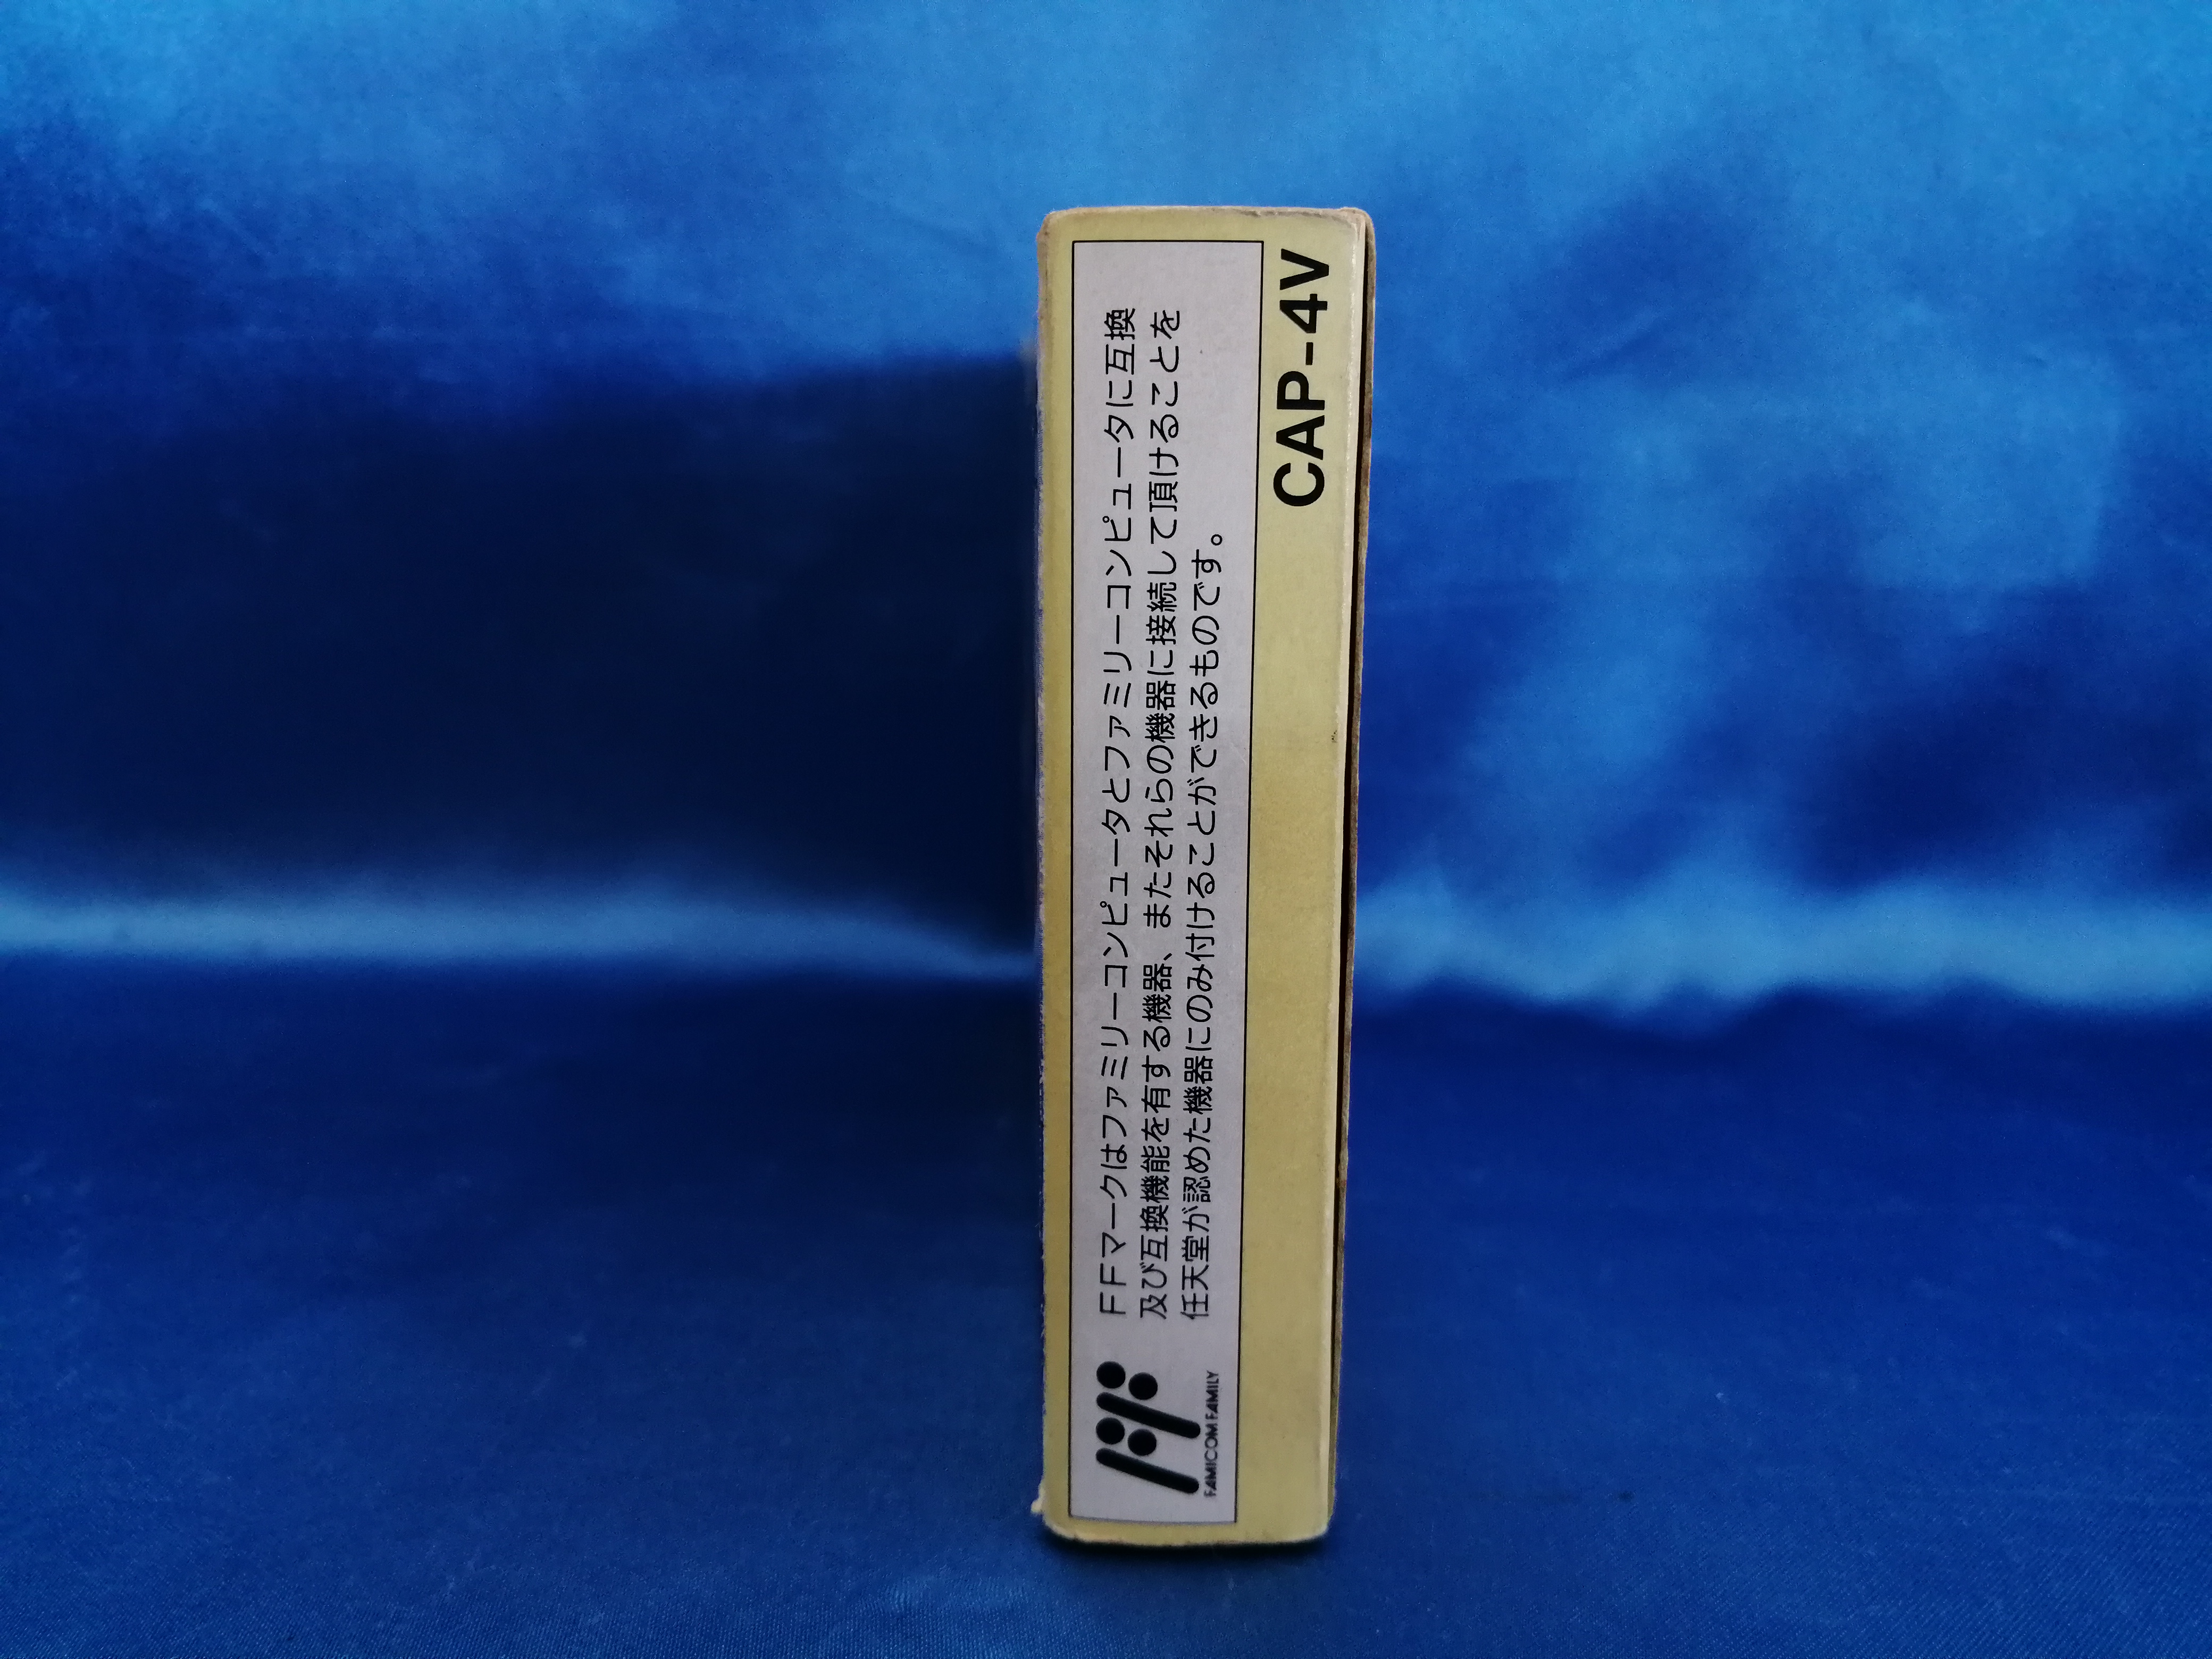 FFマークはファミリーコンピュータとファミリーコンピュータに互換
及び互換機能を有する機器、またそれらの機器に接続して頂けることを
任天堂が認めた機器にのみ付けることができるものです。
FAMICOM FAMILY
CAP-4V